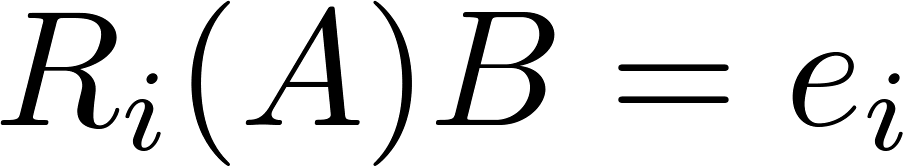 R_i(A)B = e_i